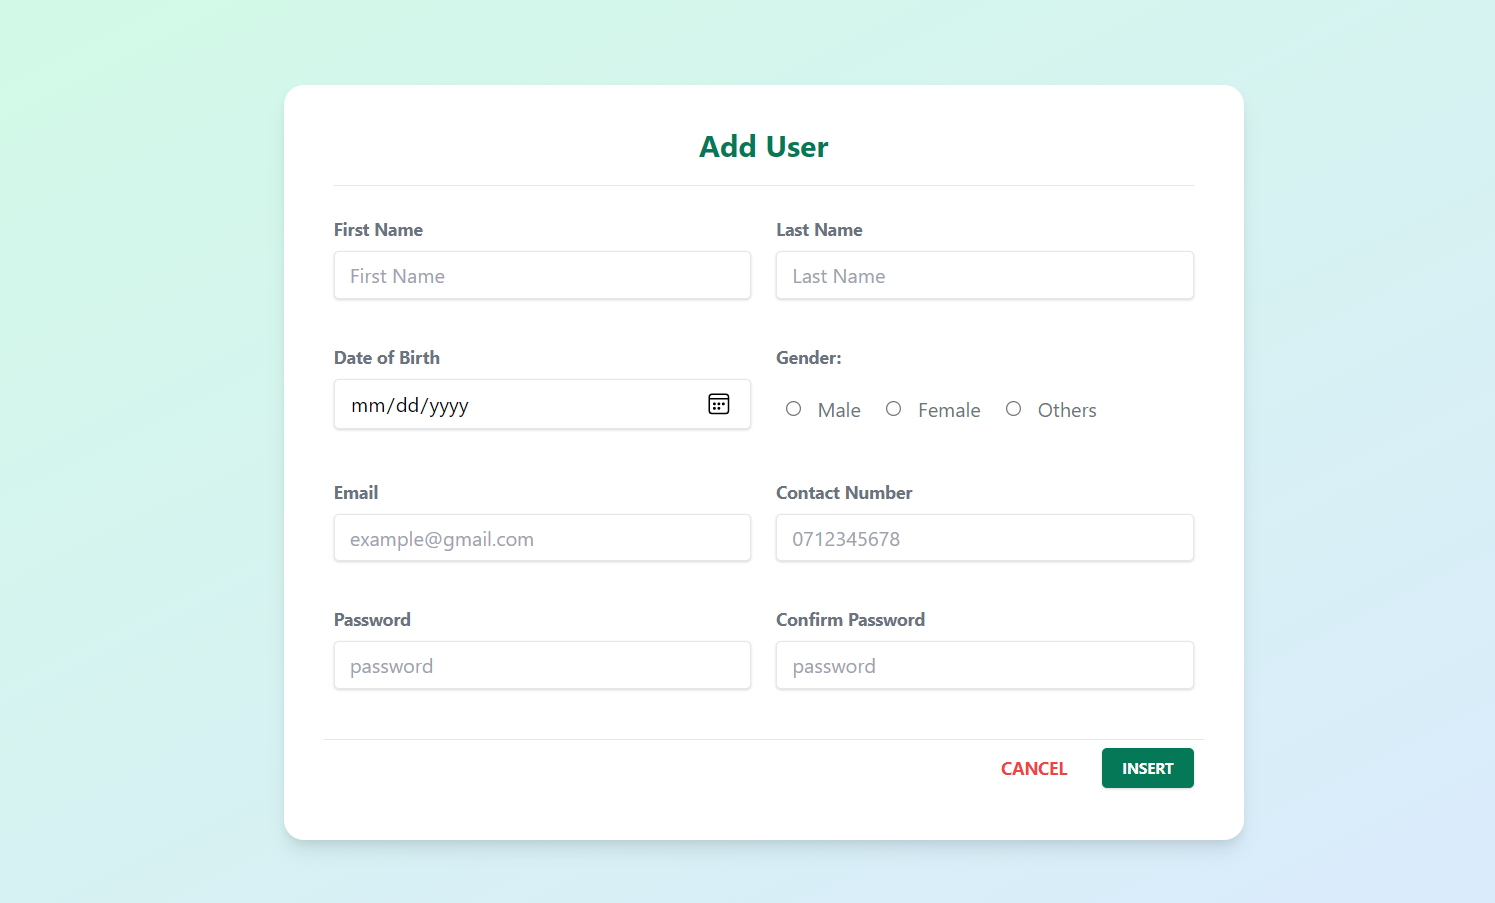 Add User
First Name Last Name
First Name Last Name
Date of Birth Gender:
mm/dd/yyyy Male Female Others
Email Contact Number
example@gmail.com 0712345678
Password Confirm Password
password password
CANCEL INSERT